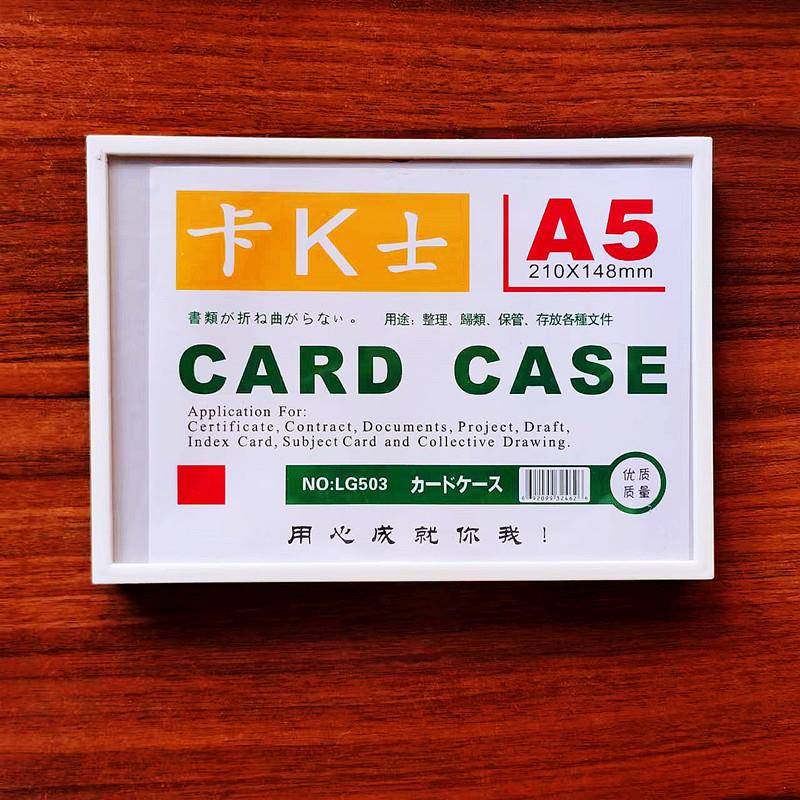 卡K士
A5
210X148mm
書類が折ね曲がらない。 用途：整理、歸類、保管、存放各種文件
CARD CASE
Application For:
Certificate, Contract, Documents, Project, Draft,
Index Card, Subject Card and Collective Drawing.
NO:LG503 カードケース
优质
质量
用心成就你我！